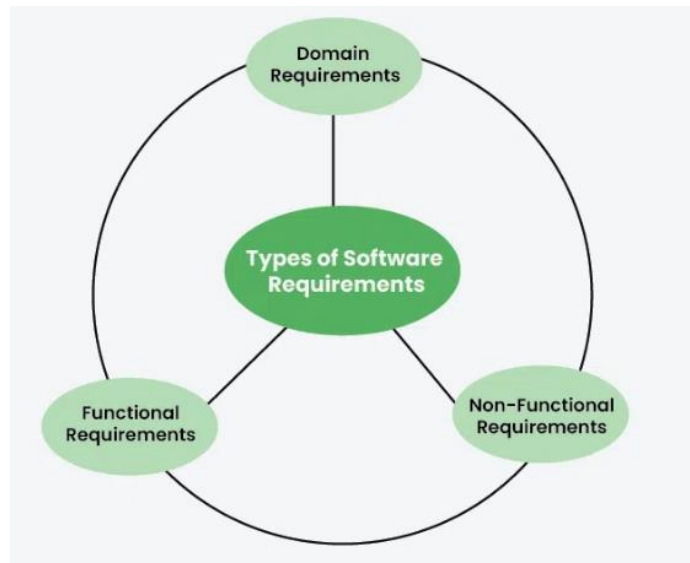 Domain
Requirements
Types of Software
Requirements
Functional
Requirements
Non-Functional
Requirements